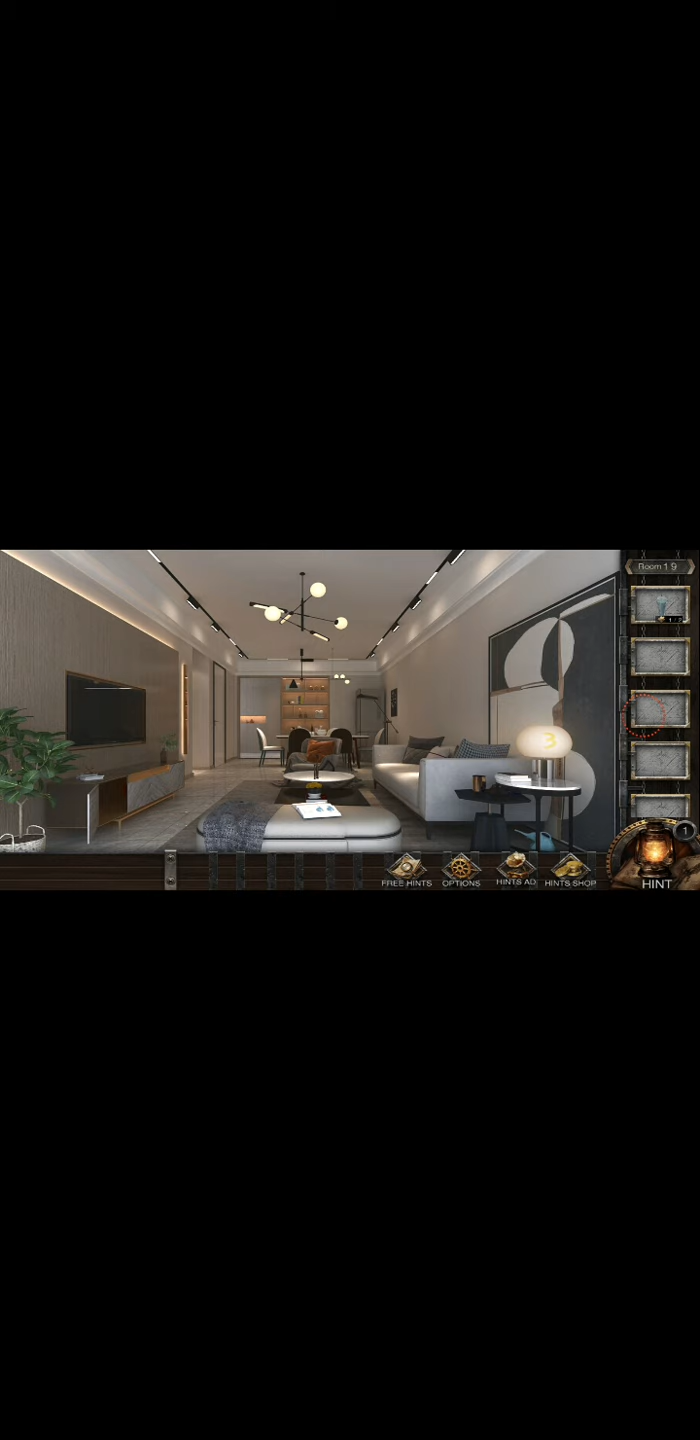 Room 19
3
1
FREE HINTS
OPTIONS
HINTS AD
HINTS SHOP
HINT